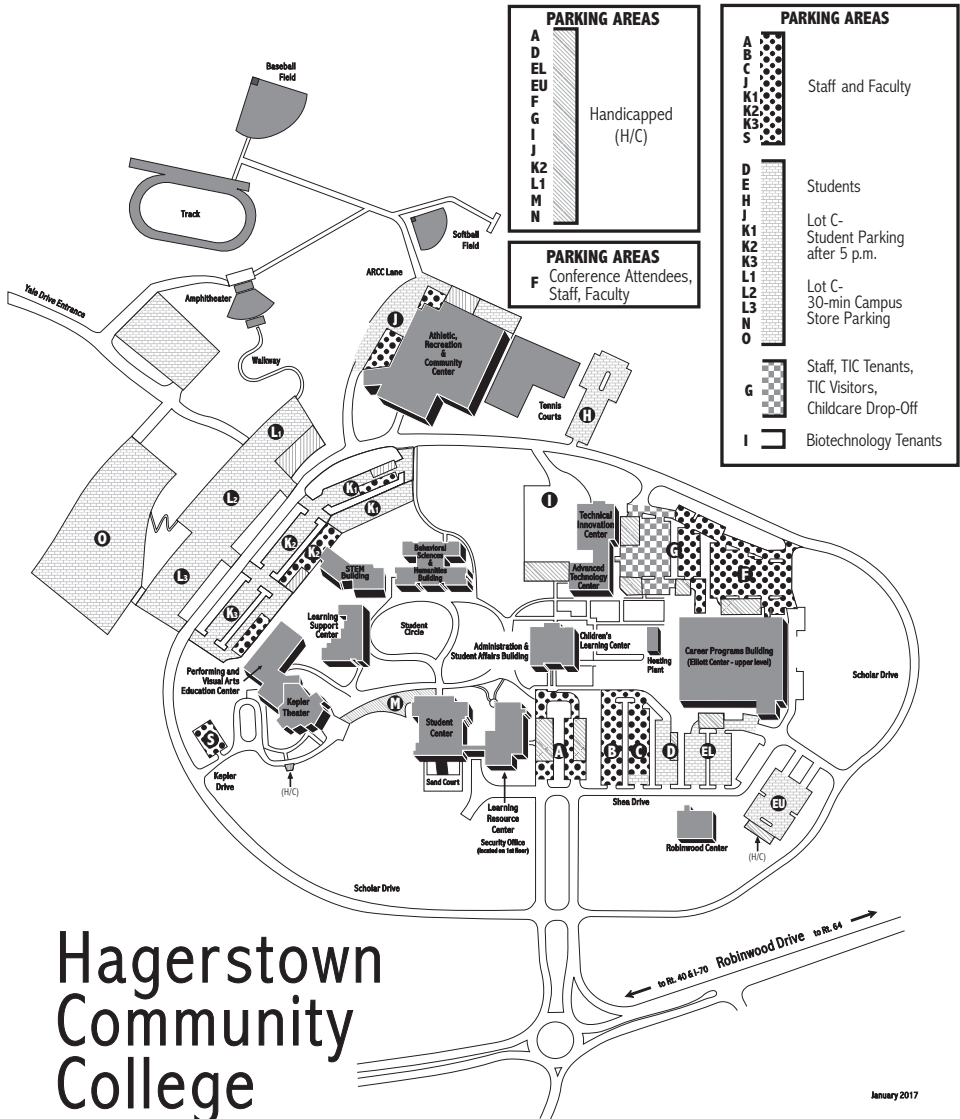 PARKING AREAS
A
D
EL
EU
F
G
I
J
K2
L1
M
N
Handicapped
(H/C)
PARKING AREAS
F
Conference Attendees,
Staff, Faculty
PARKING AREAS
A
B
C
J
K1
K2
K3
S
Staff and Faculty
D
E
H
J
K1
K2
K3
L1
L2
L3
N
O
Students
Lot C-
Student Parking
after 5 p.m.
Lot C-
30-min Campus
Store Parking
G
Staff, TIC Tenants,
TIC Visitors,
Childcare Drop-Off
I
Biotechnology Tenants
Baseball
Field
Track
Softball
Field
ARCC Lane
Amphitheater
Yale Drive Entrance
Walkway
J
Athletic,
Recreation
&
Community
Center
Tennis
Courts
H
L1
L2
L3
O
K1
K1
K2
K2
K3
I
Technical
Innovation
Center
Advanced
Technology
Center
G
F
Behavioral
Sciences
&
Humanities
Building
STEM
Building
Learning
Support
Center
Student
Circle
Administration &
Student Affairs Building
Children's
Learning Center
Heating
Plant
Career Programs Building
(Elliott Center - upper level)
Scholar Drive
Performing and
Visual Arts
Education Center
Kepler
Theater
M
Student
Center
Sand Court
S
Kepler
Drive
(H/C)
A
B
C
D
EL
EU
Shea Drive
Learning
Resource
Center
Security Office
(located on 1st floor)
Robinwood Center
(H/C)
Scholar Drive
to Rt. 40 & I-70
Robinwood Drive
to Rt. 64
Hagerstown
Community
College
January 2017